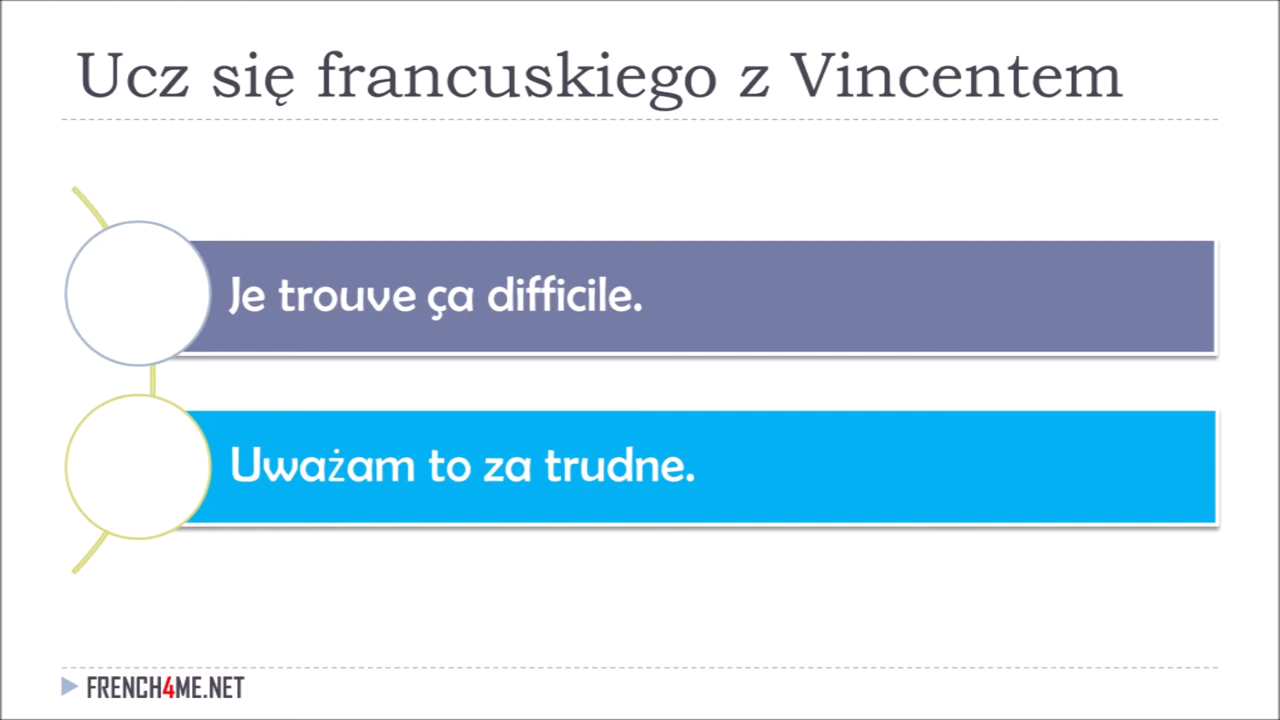 Ucz się francuskiego z Vincentem
Je trouve ça difficile.
Uważam to za trudne.
FRENCH4ME.NET